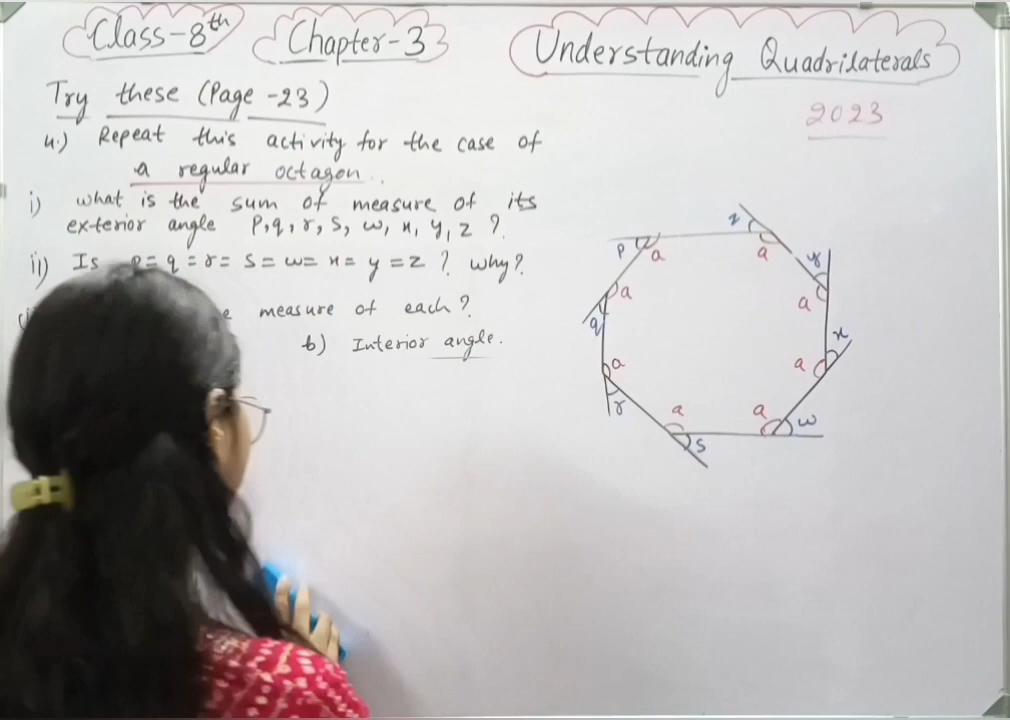 Class-8th
Chapter-3
Understanding Quadrilaterals
2023
Try these (Page -23)
4.) Repeat this activity for the case of
a regular octagon.
i) what is the sum of measure of its
exterior angle P, q, r, s, w, x, y, z ?
ii) Is p = q = r = s = w = x = y = z ? why?
measure of each?
b) Interior angle.
z
P a
a
y
a
a
q
x
a
a
r
a
a
w
s